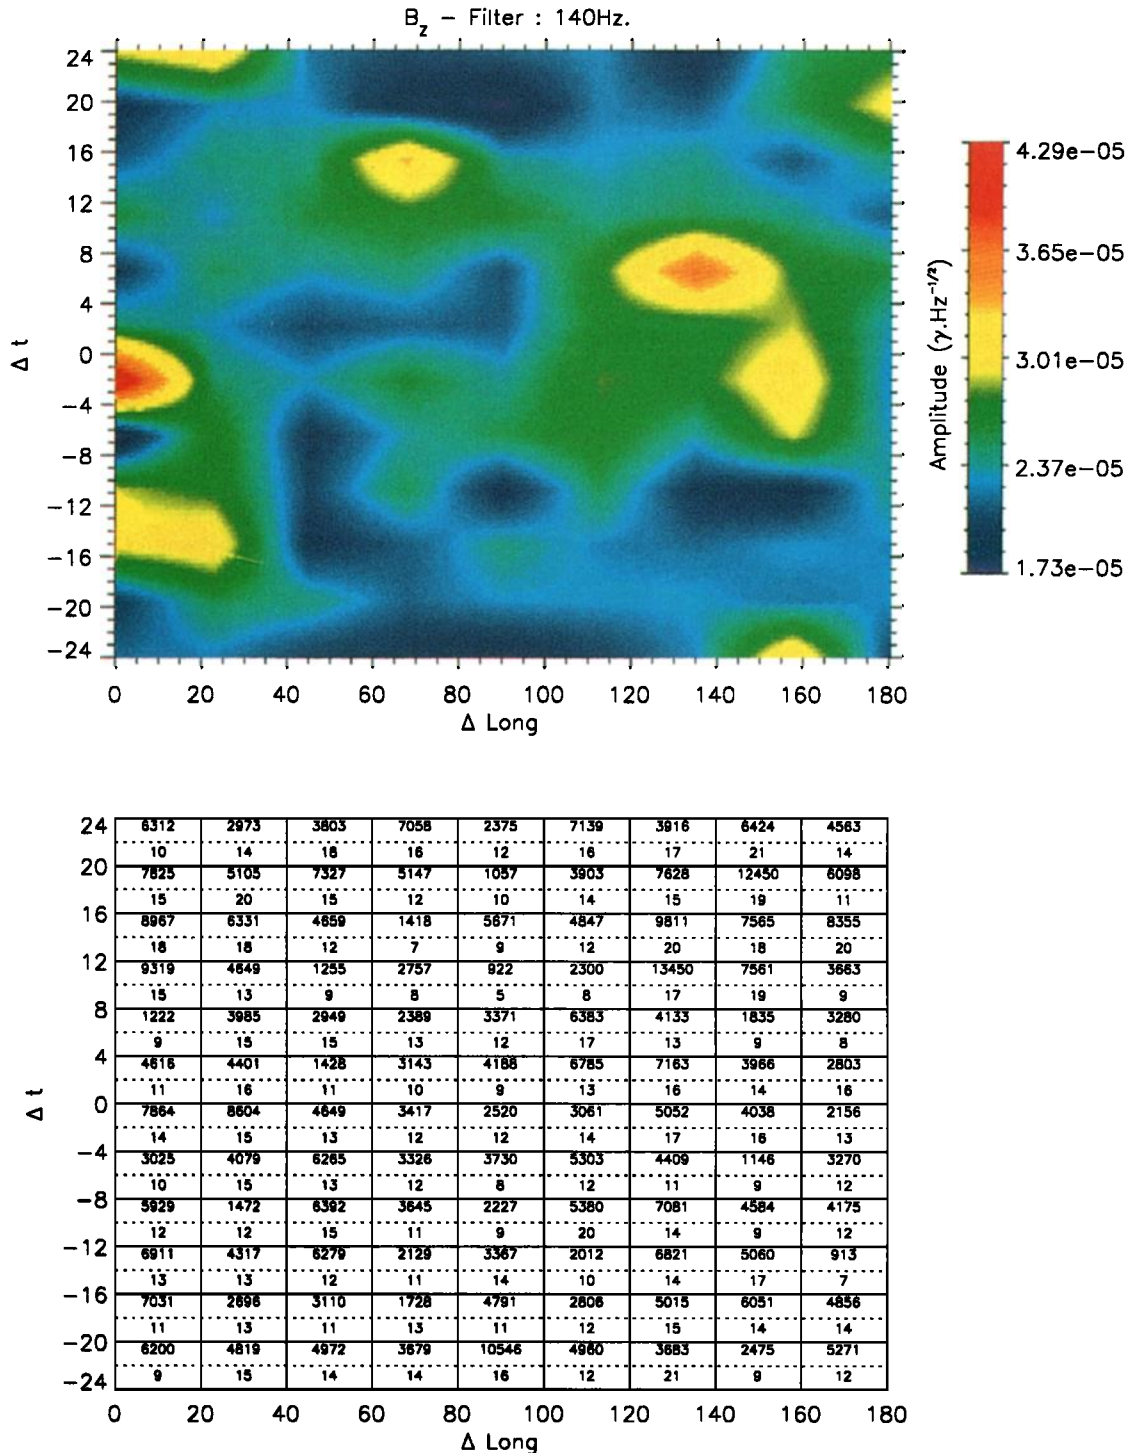 B_z − Filter : 140Hz.
24
20
16
12
8
4
0
−4
−8
−12
−16
−20
−24
Δ t
0 20 40 60 80 100 120 140 160 180
Δ Long
4.29e−05
3.65e−05
3.01e−05
2.37e−05
1.73e−05
Amplitude (γ.Hz^−1/2)
24 6312 2973 3803 7058 2375 7139 3916 6424 4563
10 14 18 16 12 16 17 21 14
20 7825 5105 7327 5147 1057 3903 7628 12450 6098
15 20 15 12 10 14 15 19 11
16 8967 6331 4659 1418 5671 4847 9811 7565 8355
18 18 12 7 9 12 20 18 20
12 9319 4649 1255 2757 922 2300 13450 7561 3663
15 13 9 8 5 8 17 19 9
8 1222 3985 2949 2389 3371 6383 4133 1835 3280
9 15 15 13 12 17 13 9 8
4 4616 4401 1428 3143 4188 6785 7163 3966 2803
11 16 11 10 9 13 16 14 16
0 7864 8604 4649 3417 2520 3061 5052 4038 2156
14 15 13 12 12 14 17 16 13
−4 3025 4079 6265 3326 3730 5303 4409 1146 3270
10 15 13 12 8 12 11 9 12
−8 5929 1472 6392 3645 2227 5380 7081 4584 4175
12 12 15 11 9 20 14 9 12
−12 6911 4317 6279 2129 3367 2012 6821 5060 913
13 13 12 11 14 10 14 17 7
−16 7031 2696 3110 1728 4791 2806 5015 6051 4856
11 13 11 13 11 12 15 14 14
−20 6200 4819 4972 3679 10546 4960 3683 2475 5271
9 15 14 14 16 12 21 9 12
−24
Δ t
0 20 40 60 80 100 120 140 160 180
Δ Long